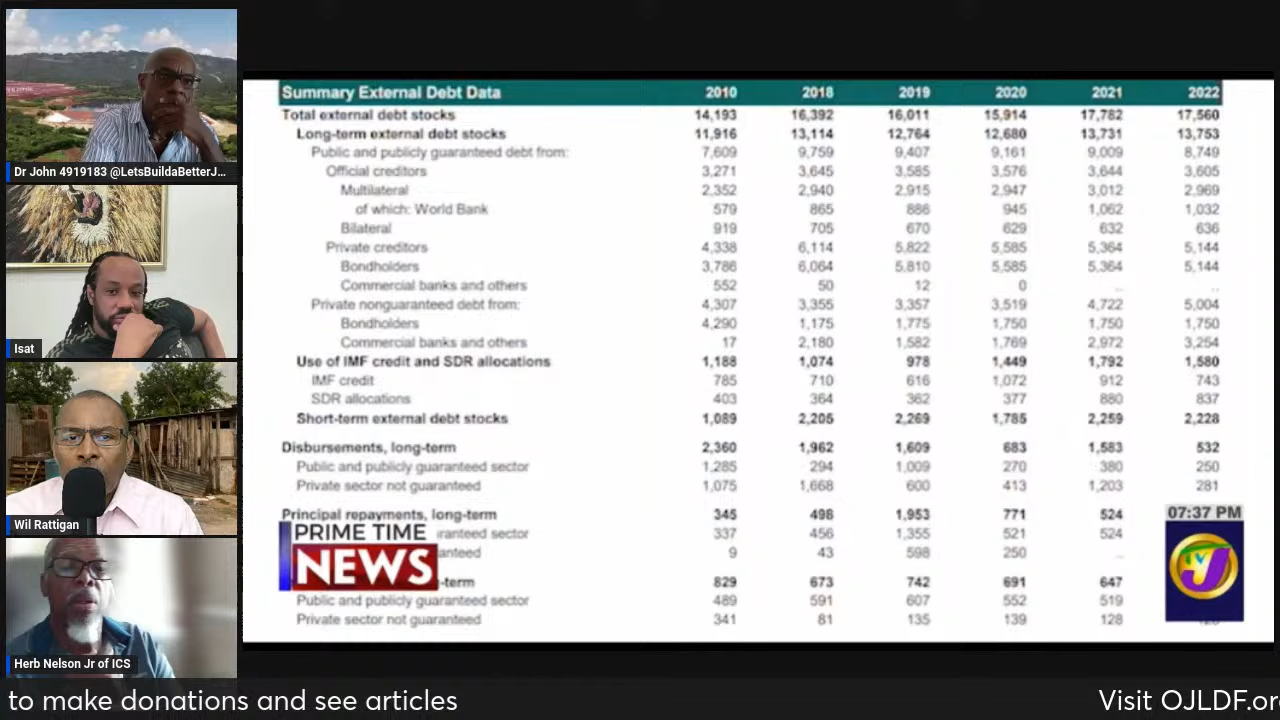 Dr John 4919183 @LetsBuildaBetterJ...
Isat
Wil Rattigan
Herb Nelson Jr of ICS
Summary External Debt Data 2010 2018 2019 2020 2021 2022
Total external debt stocks 14,193 16,392 16,011 15,914 17,782 17,560
Long-term external debt stocks 11,916 13,114 12,764 12,680 13,731 13,753
Public and publicly guaranteed debt from: 7,609 9,759 9,407 9,161 9,009 8,749
Official creditors 3,271 3,645 3,585 3,576 3,644 3,605
Multilateral 2,352 2,940 2,915 2,947 3,012 2,969
of which: World Bank 579 865 886 945 1,062 1,032
Bilateral 919 705 670 629 632 636
Private creditors 4,338 6,114 5,822 5,585 5,364 5,144
Bondholders 3,786 6,064 5,810 5,585 5,364 5,144
Commercial banks and others 552 50 12 0 .. ..
Private nonguaranteed debt from: 4,307 3,355 3,357 3,519 4,722 5,004
Bondholders 4,290 1,175 1,775 1,750 1,750 1,750
Commercial banks and others 17 2,180 1,582 1,769 2,972 3,254
Use of IMF credit and SDR allocations 1,188 1,074 978 1,449 1,792 1,580
IMF credit 785 710 616 1,072 912 743
SDR allocations 403 364 362 377 880 837
Short-term external debt stocks 1,089 2,205 2,269 1,785 2,259 2,228
Disbursements, long-term 2,360 1,962 1,609 683 1,583 532
Public and publicly guaranteed sector 1,285 294 1,009 270 380 250
Private sector not guaranteed 1,075 1,668 600 413 1,203 281
Principal repayments, long-term 345 498 1,953 771 524
07:37 PM
PRIME TIME
ranteed sector 337 456 1,355 521 524
NEWS
anteed 9 43 598 250 ..
-term 829 673 742 691 647
TVJ
Public and publicly guaranteed sector 489 591 607 552 519
Private sector not guaranteed 341 81 135 139 128
to make donations and see articles
Visit OJLDF.or